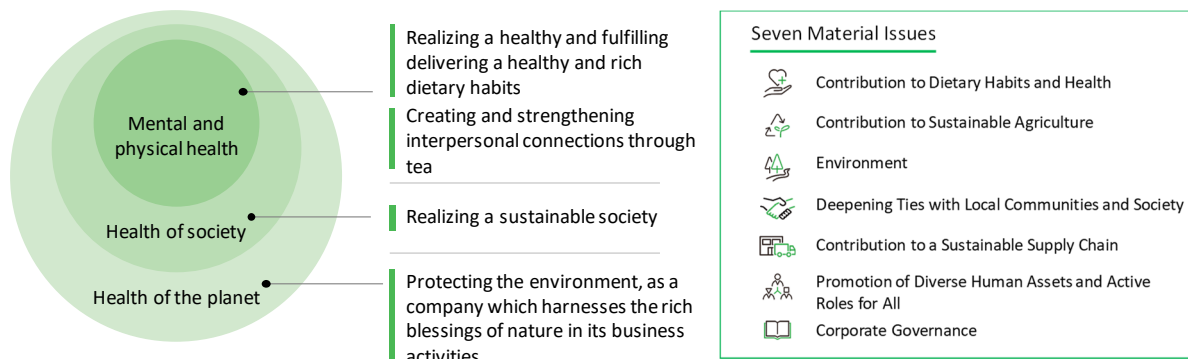 Mental and
physical health
Health of society
Health of the planet
Realizing a healthy and fulfilling
delivering a healthy and rich
dietary habits
Creating and strengthening
interpersonal connections through
tea
Realizing a sustainable society
Protecting the environment, as a
company which harnesses the rich
blessings of nature in its business
activities
Seven Material Issues
Contribution to Dietary Habits and Health
Contribution to Sustainable Agriculture
Environment
Deepening Ties with Local Communities and Society
Contribution to a Sustainable Supply Chain
Promotion of Diverse Human Assets and Active
Roles for All
Corporate Governance